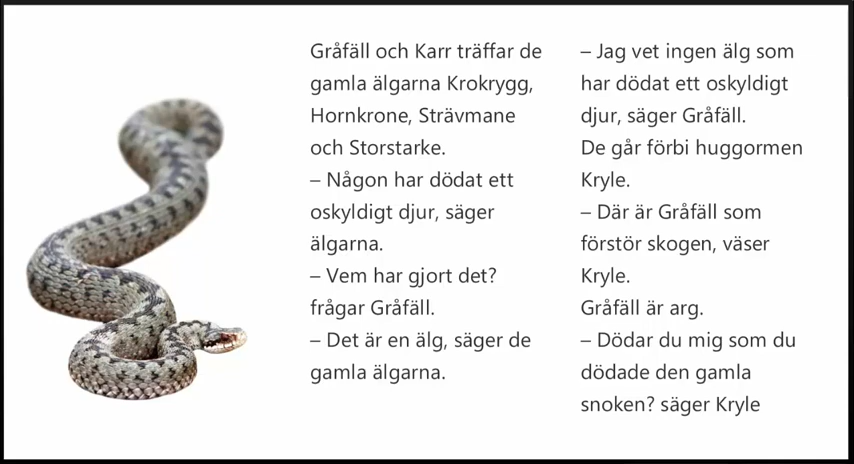 Gråfäll och Karr träffar de
gamla älgarna Krokrygg,
Hornkrone, Strävmane
och Storstarke.
– Någon har dödat ett
oskyldigt djur, säger
älgarna.
– Vem har gjort det?
frågar Gråfäll.
– Det är en älg, säger de
gamla älgarna.
– Jag vet ingen älg som
har dödat ett oskyldigt
djur, säger Gråfäll.
De går förbi huggormen
Kryle.
– Där är Gråfäll som
förstör skogen, väser
Kryle.
Gråfäll är arg.
– Dödar du mig som du
dödade den gamla
snoken? säger Kryle